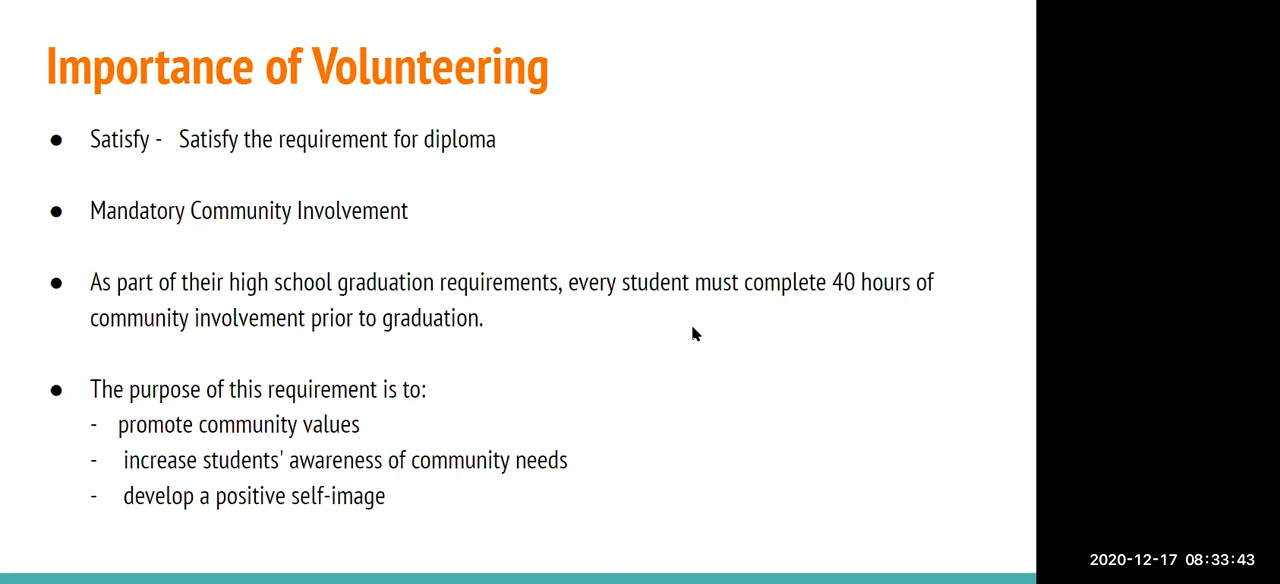 Importance of Volunteering
● Satisfy - Satisfy the requirement for diploma
● Mandatory Community Involvement
● As part of their high school graduation requirements, every student must complete 40 hours of
community involvement prior to graduation.
● The purpose of this requirement is to:
- promote community values
- increase students' awareness of community needs
- develop a positive self-image
2020-12-17 08:33:43